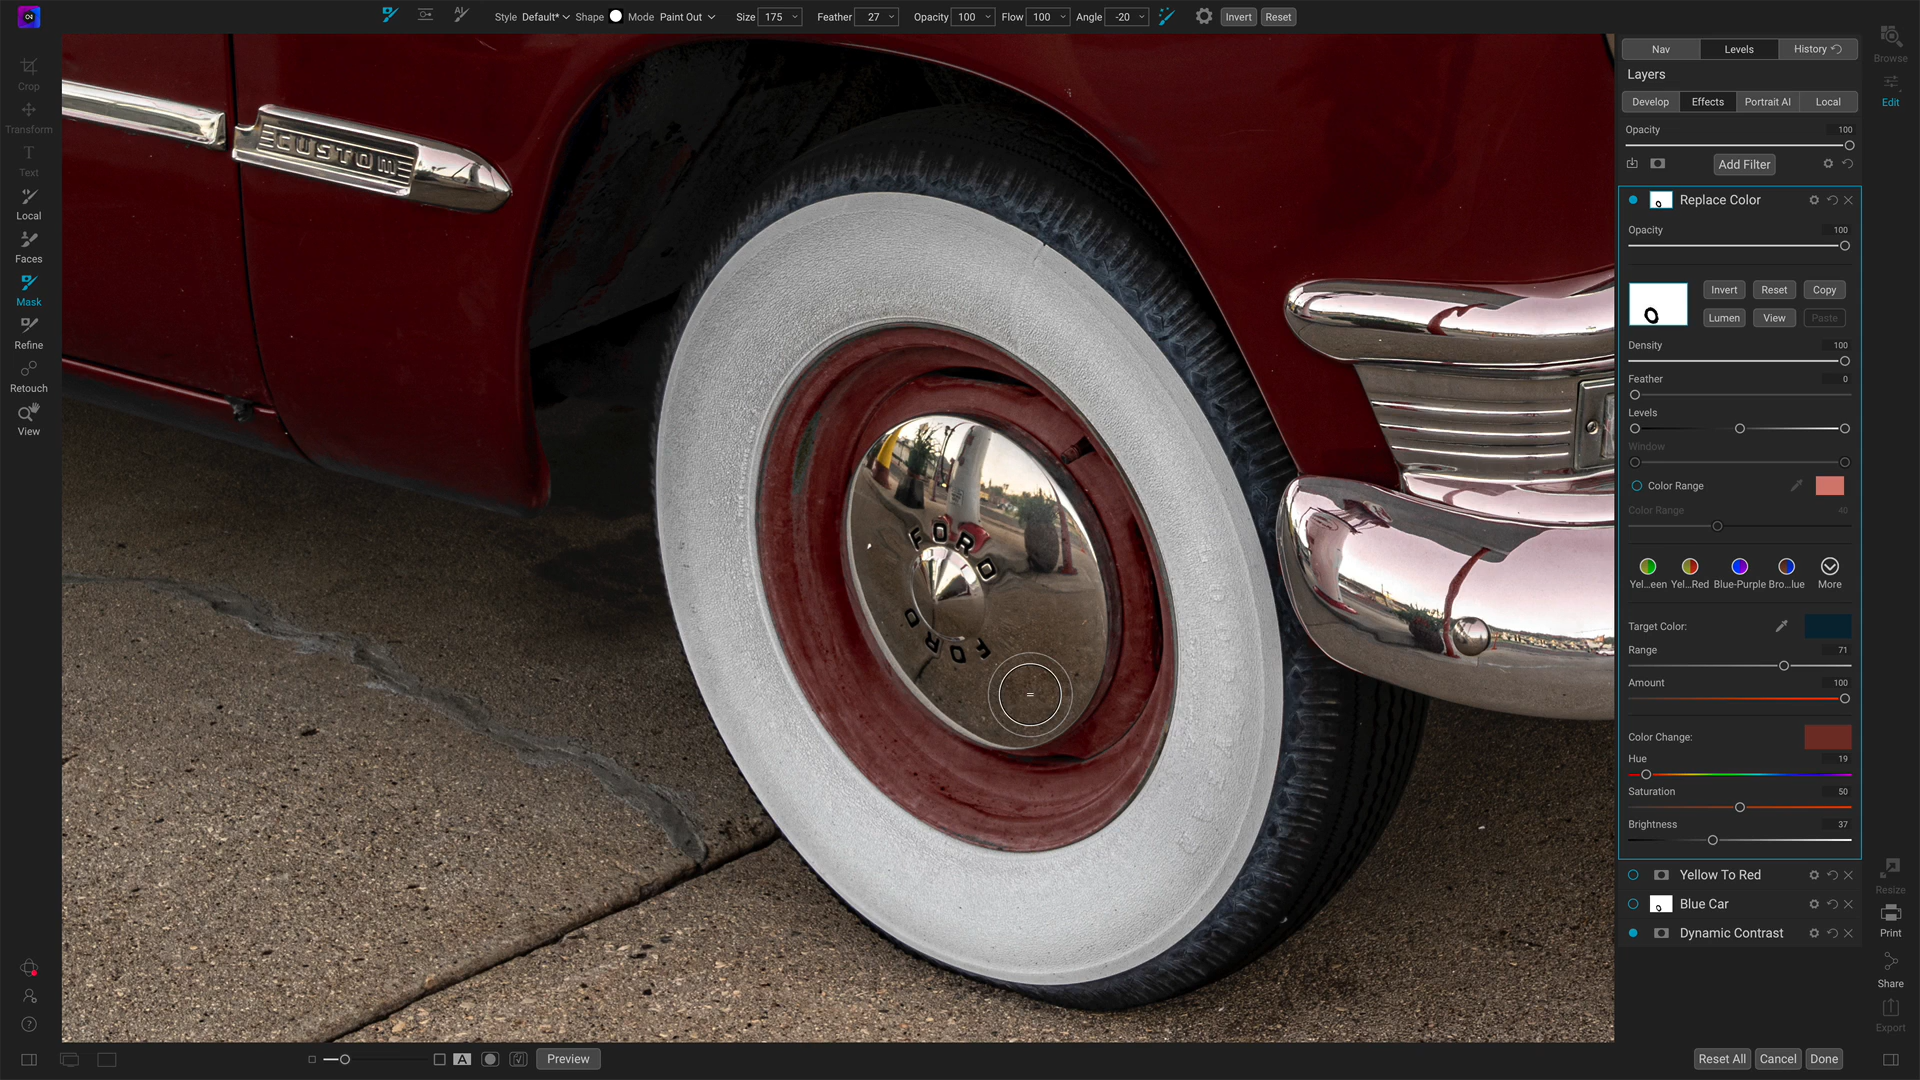 Style Default* Shape Mode Paint Out Size 175 Feather 27 Opacity 100 Flow 100 Angle -20 Invert Reset
Crop
Transform
Text
Local
Faces
Mask
Refine
Retouch
View
CUSTOM
FORD
FORD
Nav Levels History
Layers
Develop Effects Portrait AI Local
Opacity 100
Add Filter
Replace Color
Opacity 100
Invert Reset Copy
Lumen View Paste
Density 100
Feather 0
Levels
Window
Color Range
Color Range 40
Yel...een Yel...Red Blue-Purple Bro...lue More
Target Color:
Range 71
Amount 100
Color Change:
Hue 19
Saturation 50
Brightness 37
Yellow To Red
Blue Car
Dynamic Contrast
Browse
Edit
Resize
Print
Share
Export
A Preview
Reset All Cancel Done